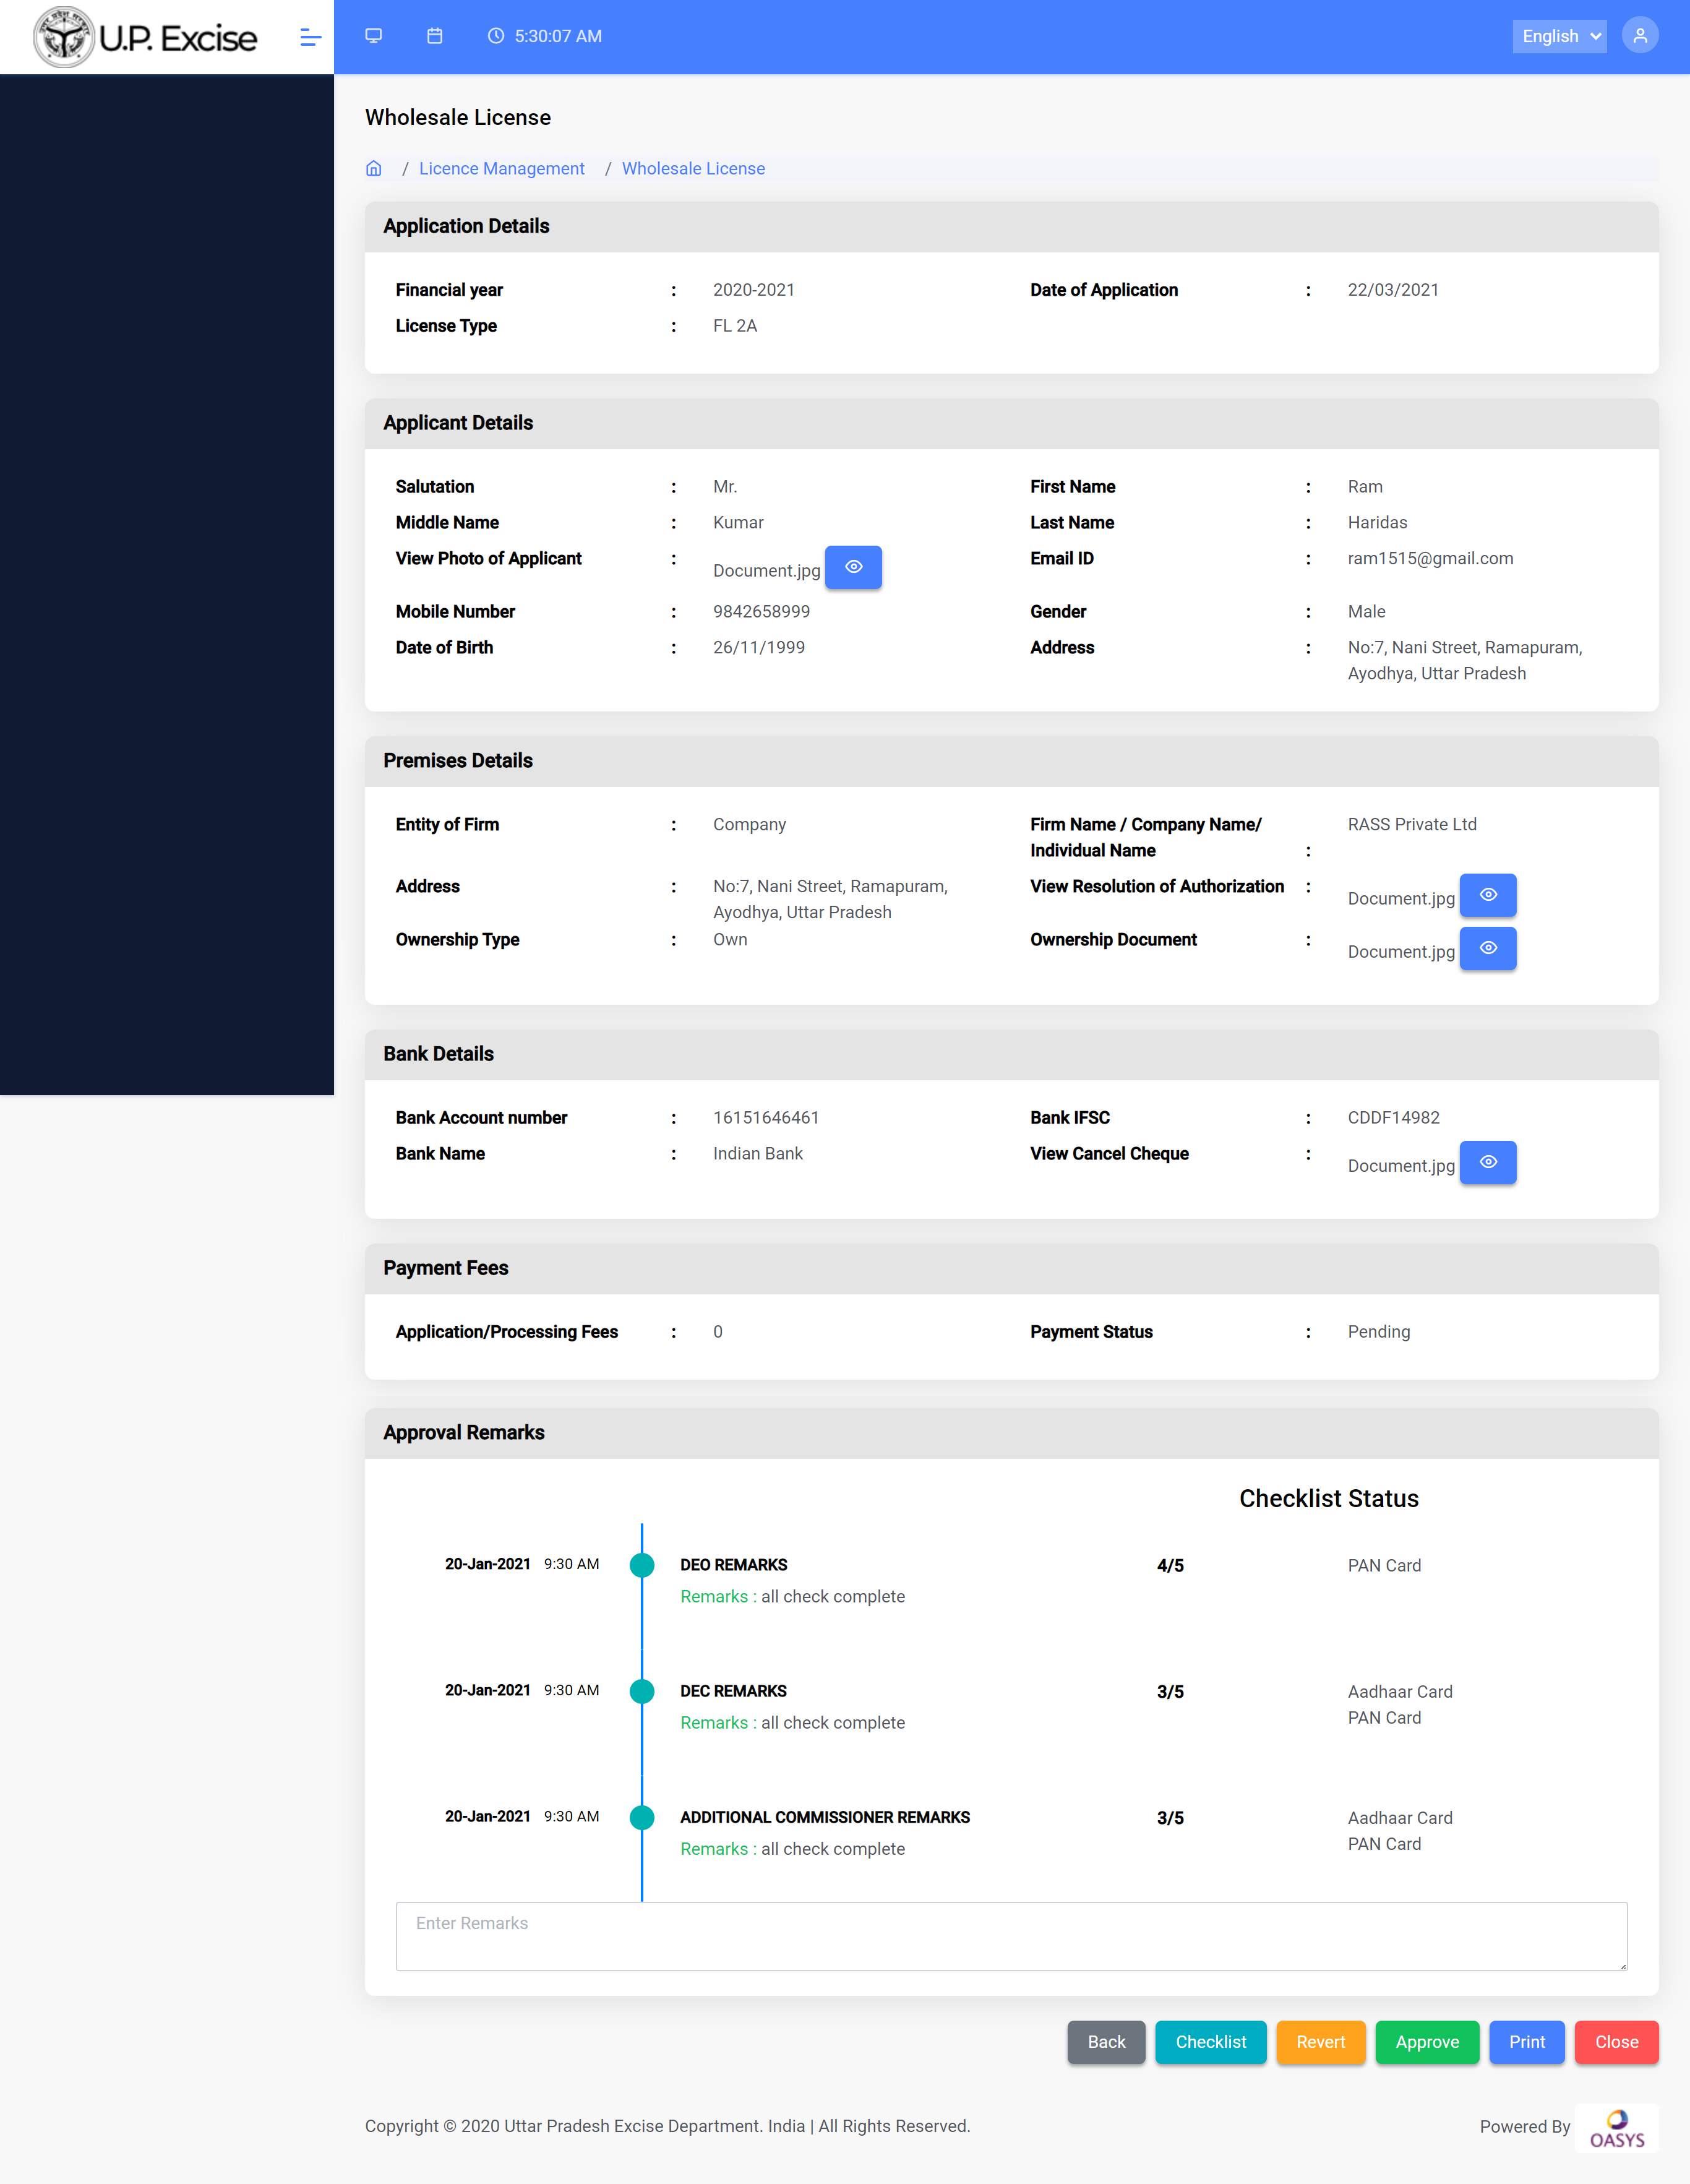 U.P. Excise
5:30:07 AM
English
Wholesale License
/ Licence Management / Wholesale License
Application Details
Financial year : 2020-2021 Date of Application : 22/03/2021
License Type : FL 2A
Applicant Details
Salutation : Mr. First Name : Ram
Middle Name : Kumar Last Name : Haridas
View Photo of Applicant : Document.jpg Email ID : ram1515@gmail.com
Mobile Number : 9842658999 Gender : Male
Date of Birth : 26/11/1999 Address : No:7, Nani Street, Ramapuram,
Ayodhya, Uttar Pradesh
Premises Details
Entity of Firm : Company Firm Name / Company Name/ RASS Private Ltd
Individual Name :
Address : No:7, Nani Street, Ramapuram, View Resolution of Authorization : Document.jpg
Ayodhya, Uttar Pradesh
Ownership Type : Own Ownership Document : Document.jpg
Bank Details
Bank Account number : 16151646461 Bank IFSC : CDDF14982
Bank Name : Indian Bank View Cancel Cheque : Document.jpg
Payment Fees
Application/Processing Fees : 0 Payment Status : Pending
Approval Remarks
Checklist Status
20-Jan-2021 9:30 AM DEO REMARKS 4/5 PAN Card
Remarks : all check complete
20-Jan-2021 9:30 AM DEC REMARKS 3/5 Aadhaar Card
Remarks : all check complete PAN Card
20-Jan-2021 9:30 AM ADDITIONAL COMMISSIONER REMARKS 3/5 Aadhaar Card
Remarks : all check complete PAN Card
Enter Remarks
Back Checklist Revert Approve Print Close
Copyright © 2020 Uttar Pradesh Excise Department. India | All Rights Reserved. Powered By OASYS